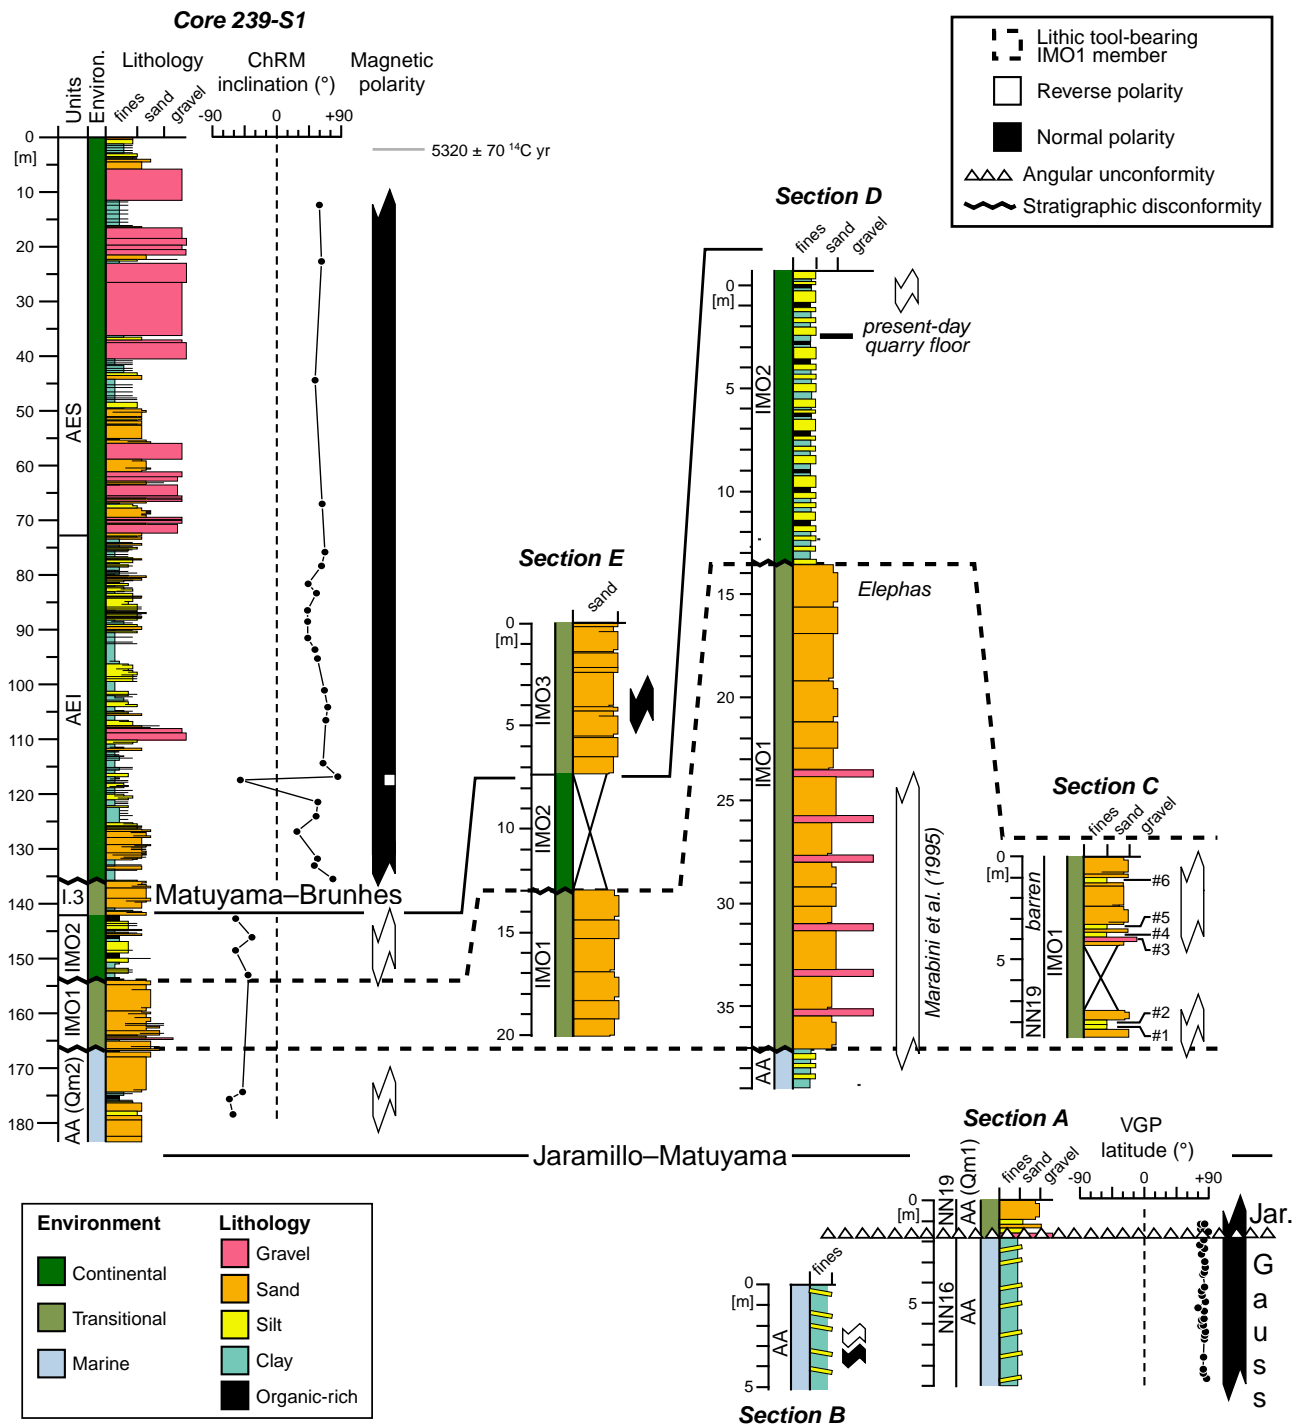 Core 239-S1
Units
Environ.
Lithology
fines
sand
gravel
ChRM
inclination (°)
-90
0
+90
Magnetic
polarity
5320 ± 70 14C yr
0
[m]
10
20
30
40
50
60
70
80
90
100
110
120
130
140
150
160
170
180
AES
AEI
I.3
IMO2
IMO1
AA (Qm2)
Matuyama–Brunhes
Jaramillo–Matuyama
Lithic tool-bearing
IMO1 member
Reverse polarity
Normal polarity
Angular unconformity
Stratigraphic disconformity
Section E
sand
0
[m]
5
10
15
20
IMO3
IMO2
IMO1
Section D
fines
sand
gravel
0
[m]
5
10
15
20
25
30
35
IMO2
IMO1
AA
present-day
quarry floor
Elephas
Marabini et al. (1995)
Section C
fines
sand
gravel
0
[m]
5
NN19
barren
IMO1
#6
#5
#4
#3
#2
#1
Section A
fines
sand
gravel
VGP
latitude (°)
-90
0
+90
0
[m]
5
NN19
NN16
AA (Qm1)
AA
Jar.
Gauss
Section B
fines
0
[m]
5
AA
Environment
Continental
Transitional
Marine
Lithology
Gravel
Sand
Silt
Clay
Organic-rich